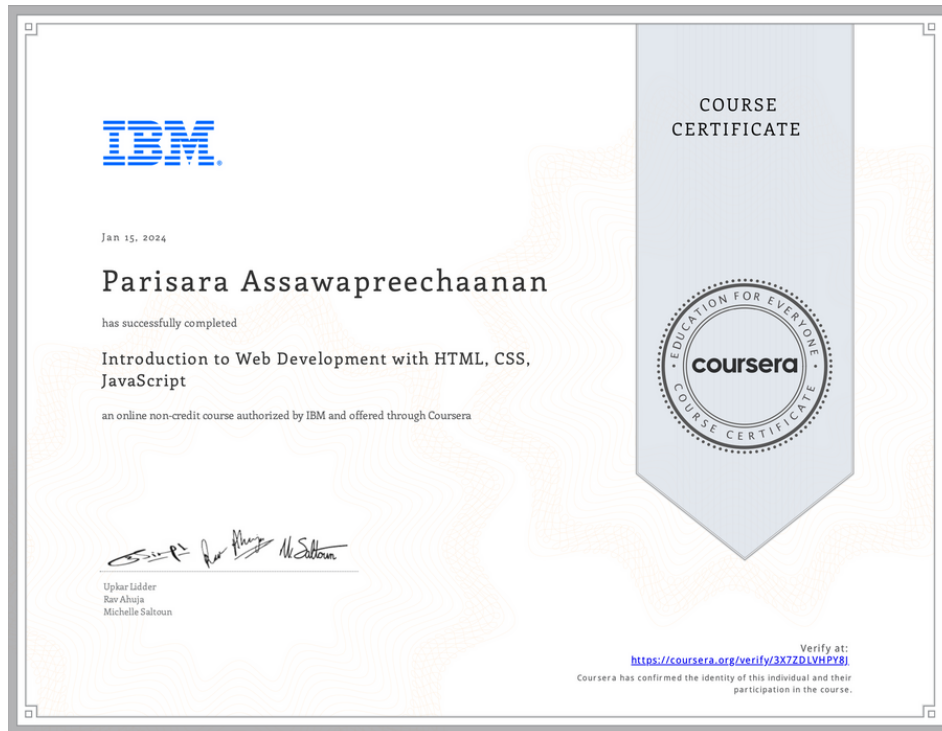 IBM
COURSE
CERTIFICATE
Jan 15, 2024
Parisara Assawapreechaanan
has successfully completed
Introduction to Web Development with HTML, CSS,
JavaScript
an online non-credit course authorized by IBM and offered through Coursera
EDUCATION FOR EVERYONE
coursera
COURSE CERTIFICATE
Upkar Lidder
Rav Ahuja
Michelle Saltoun
Verify at:
https://coursera.org/verify/3X7ZDLVHPY8J
Coursera has confirmed the identity of this individual and their
participation in the course.